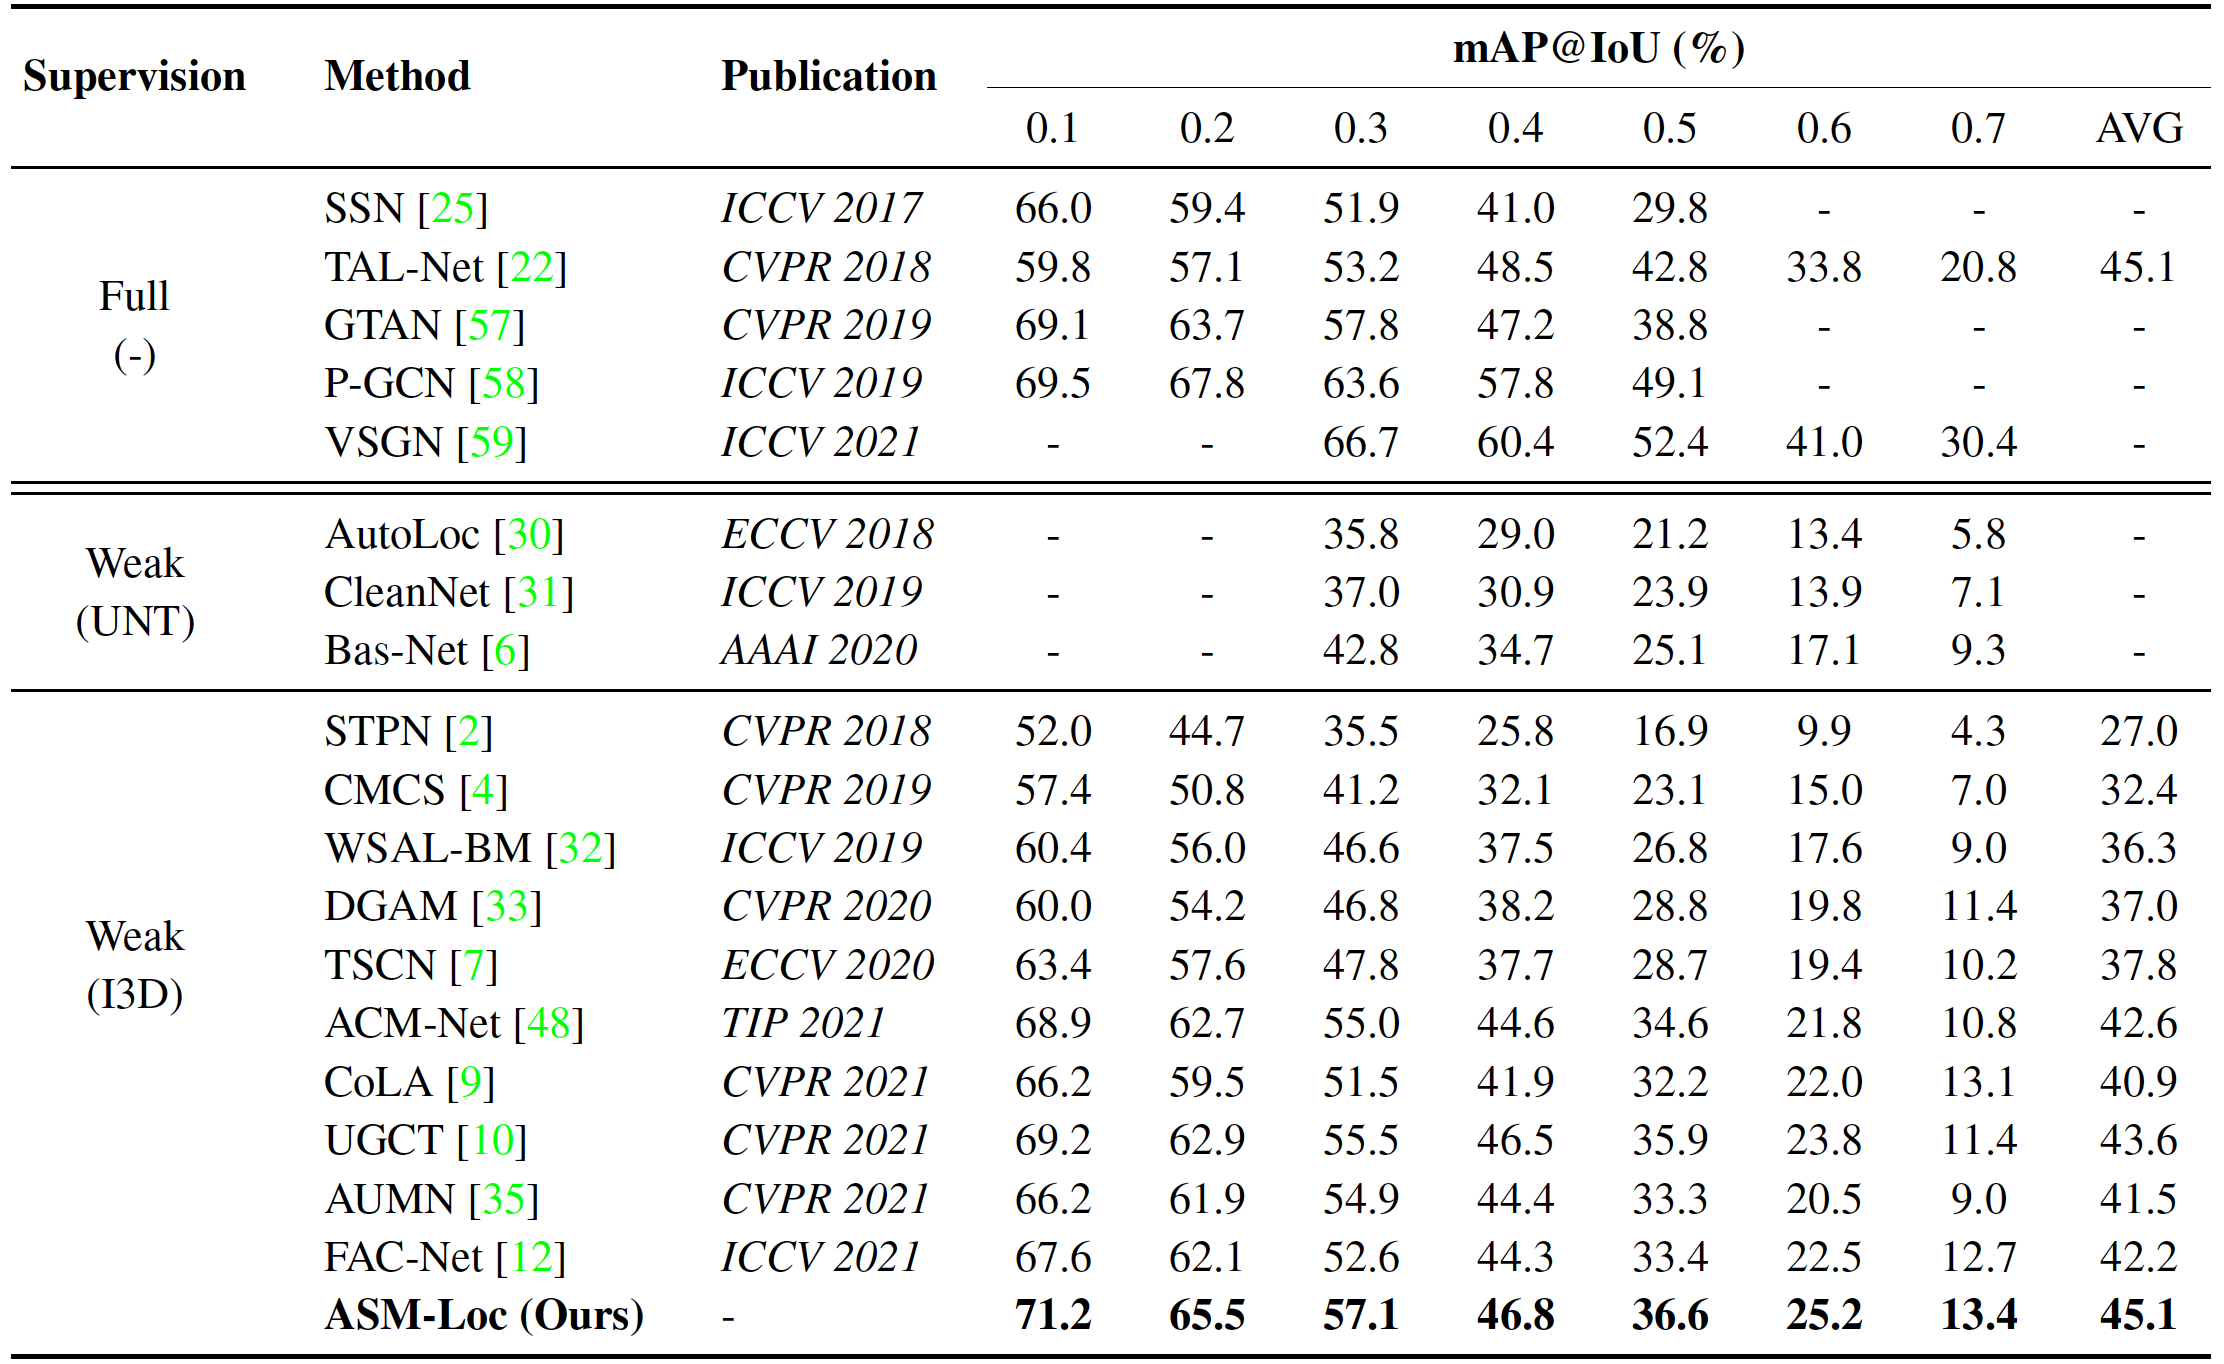 Supervision Method Publication mAP@IoU (%)
0.1 0.2 0.3 0.4 0.5 0.6 0.7 AVG
Full
(-)
SSN [25] ICCV 2017 66.0 59.4 51.9 41.0 29.8 - - -
TAL-Net [22] CVPR 2018 59.8 57.1 53.2 48.5 42.8 33.8 20.8 45.1
GTAN [57] CVPR 2019 69.1 63.7 57.8 47.2 38.8 - - -
P-GCN [58] ICCV 2019 69.5 67.8 63.6 57.8 49.1 - - -
VSGN [59] ICCV 2021 - - 66.7 60.4 52.4 41.0 30.4 -
Weak
(UNT)
AutoLoc [30] ECCV 2018 - - 35.8 29.0 21.2 13.4 5.8 -
CleanNet [31] ICCV 2019 - - 37.0 30.9 23.9 13.9 7.1 -
Bas-Net [6] AAAI 2020 - - 42.8 34.7 25.1 17.1 9.3 -
Weak
(I3D)
STPN [2] CVPR 2018 52.0 44.7 35.5 25.8 16.9 9.9 4.3 27.0
CMCS [4] CVPR 2019 57.4 50.8 41.2 32.1 23.1 15.0 7.0 32.4
WSAL-BM [32] ICCV 2019 60.4 56.0 46.6 37.5 26.8 17.6 9.0 36.3
DGAM [33] CVPR 2020 60.0 54.2 46.8 38.2 28.8 19.8 11.4 37.0
TSCN [7] ECCV 2020 63.4 57.6 47.8 37.7 28.7 19.4 10.2 37.8
ACM-Net [48] TIP 2021 68.9 62.7 55.0 44.6 34.6 21.8 10.8 42.6
CoLA [9] CVPR 2021 66.2 59.5 51.5 41.9 32.2 22.0 13.1 40.9
UGCT [10] CVPR 2021 69.2 62.9 55.5 46.5 35.9 23.8 11.4 43.6
AUMN [35] CVPR 2021 66.2 61.9 54.9 44.4 33.3 20.5 9.0 41.5
FAC-Net [12] ICCV 2021 67.6 62.1 52.6 44.3 33.4 22.5 12.7 42.2
ASM-Loc (Ours) - 71.2 65.5 57.1 46.8 36.6 25.2 13.4 45.1